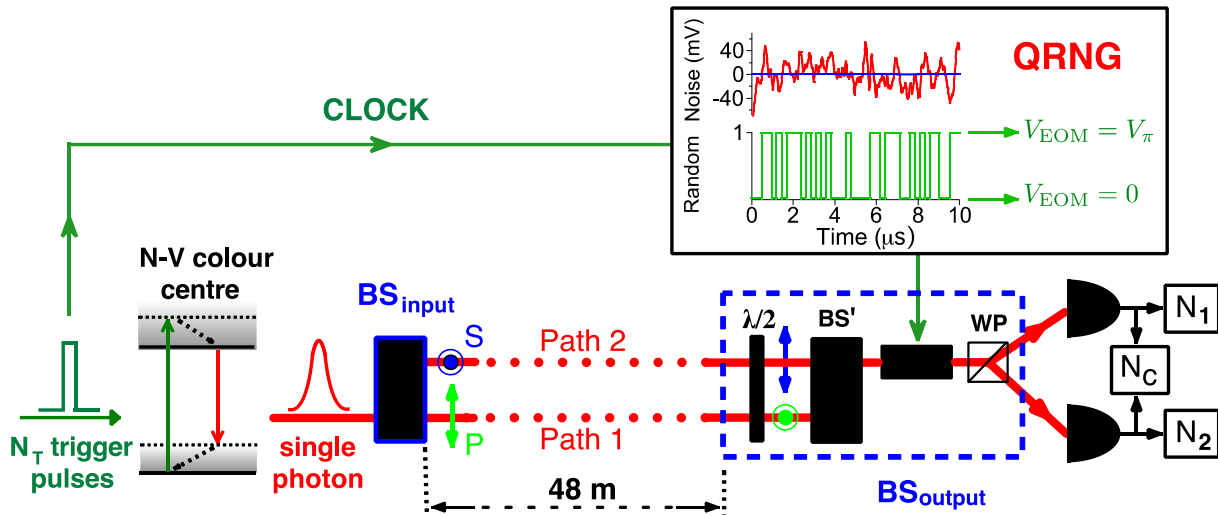 QRNG
Noise (mV)
40
0
-40
Random
1
0 2 4 6 8 10
Time (μs)
V_EOM = V_π
V_EOM = 0
CLOCK
N-V colour
centre
N_T trigger
pulses
single
photon
BS_input
S
P
Path 2
Path 1
48 m
λ/2
BS'
WP
BS_output
N_1
N_C
N_2